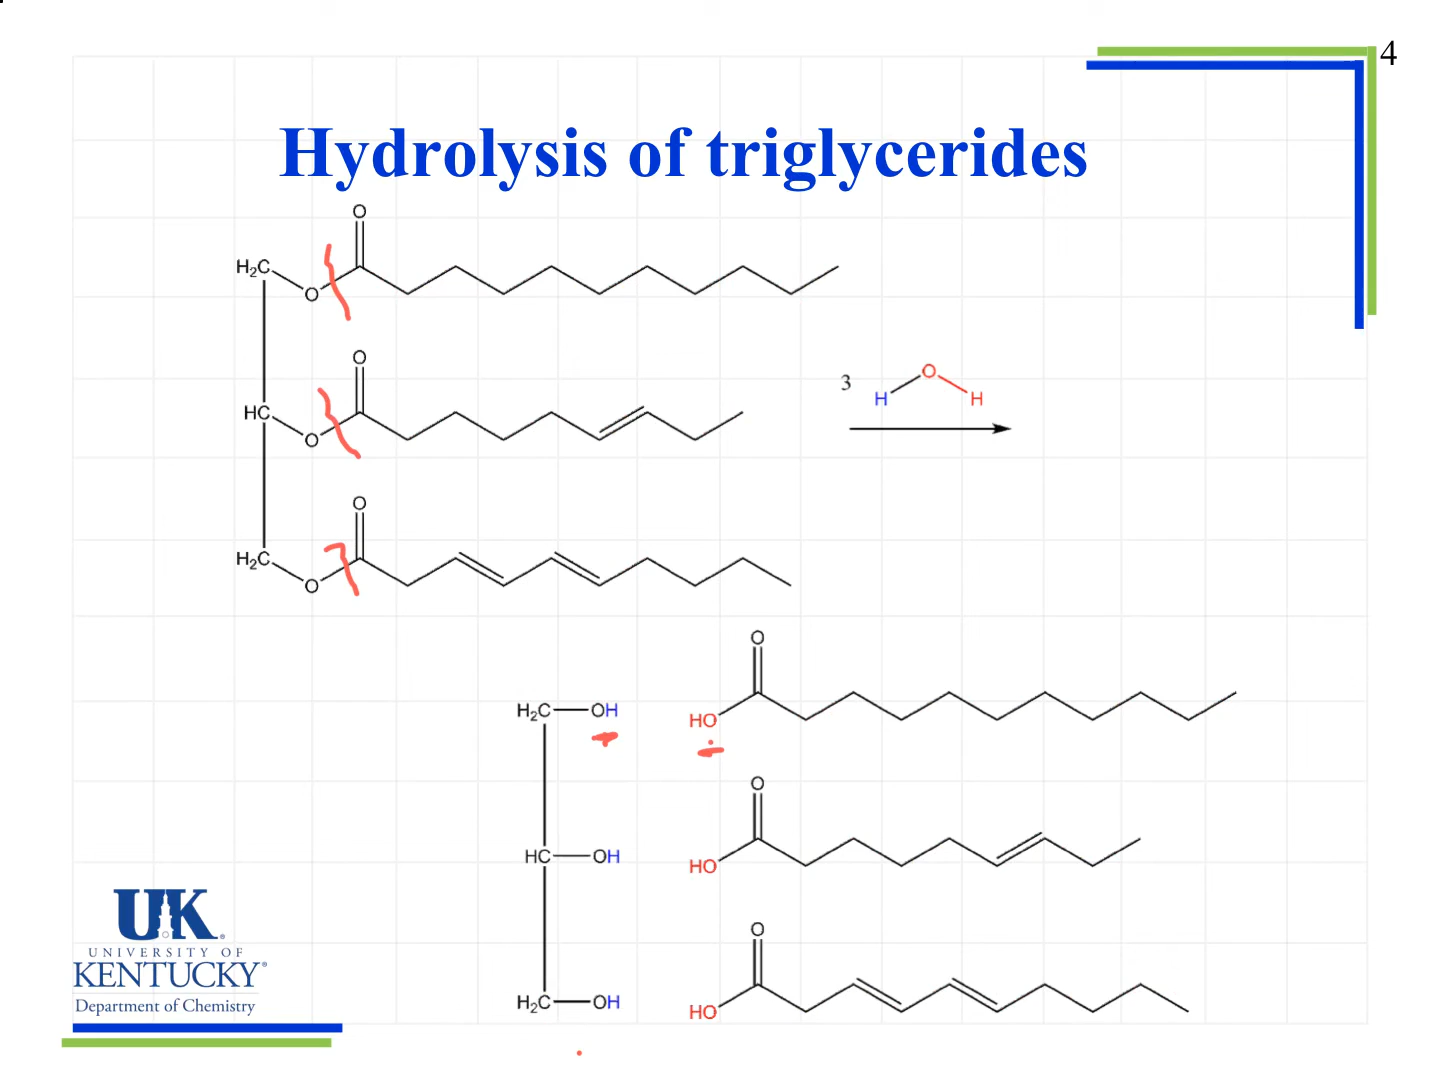 4
Hydrolysis of triglycerides
O
H₂C
O
O
HC
O
3 H O H
O
H₂C
O
O
H₂C OH
HO
O
HC OH
HO
O
H₂C OH
HO
UK®
UNIVERSITY OF
KENTUCKY®
Department of Chemistry